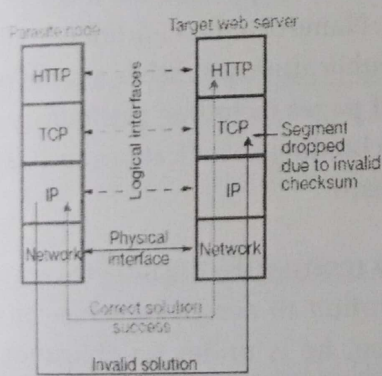 Parasite node
Target web server
HTTP
TCP
IP
Network
Logical interfaces
HTTP
TCP
IP
Network
Segment
dropped
due to invalid
checksum
Physical
interface
Correct solution
success
Invalid solution